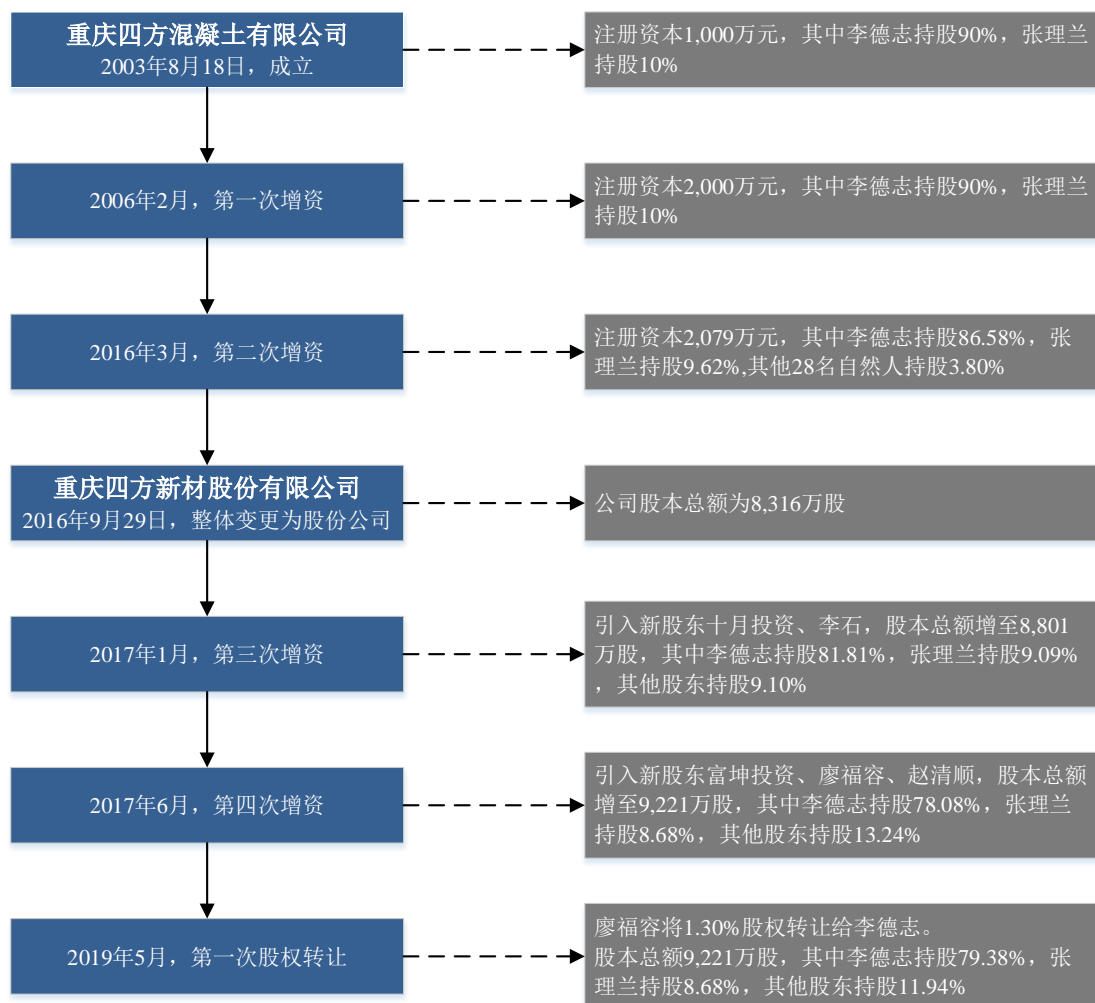 重庆四方混凝土有限公司
2003年8月18日，成立
注册资本1,000万元，其中李德志持股90%，张理兰
持股10%
2006年2月，第一次增资
注册资本2,000万元，其中李德志持股90%，张理兰
持股10%
2016年3月，第二次增资
注册资本2,079万元，其中李德志持股86.58%，张
理兰持股9.62%,其他28名自然人持股3.80%
重庆四方新材股份有限公司
2016年9月29日，整体变更为股份公司
公司股本总额为8,316万股
2017年1月，第三次增资
引入新股东十月投资、李石，股本总额增至8,801
万股，其中李德志持股81.81%，张理兰持股9.09%
，其他股东持股9.10%
2017年6月，第四次增资
引入新股东富坤投资、廖福容、赵清顺，股本总额
增至9,221万股，其中李德志持股78.08%，张理兰
持股8.68%，其他股东持股13.24%
2019年5月，第一次股权转让
廖福容将1.30%股权转让给李德志。
股本总额9,221万股，其中李德志持股79.38%，张
理兰持股8.68%，其他股东持股11.94%